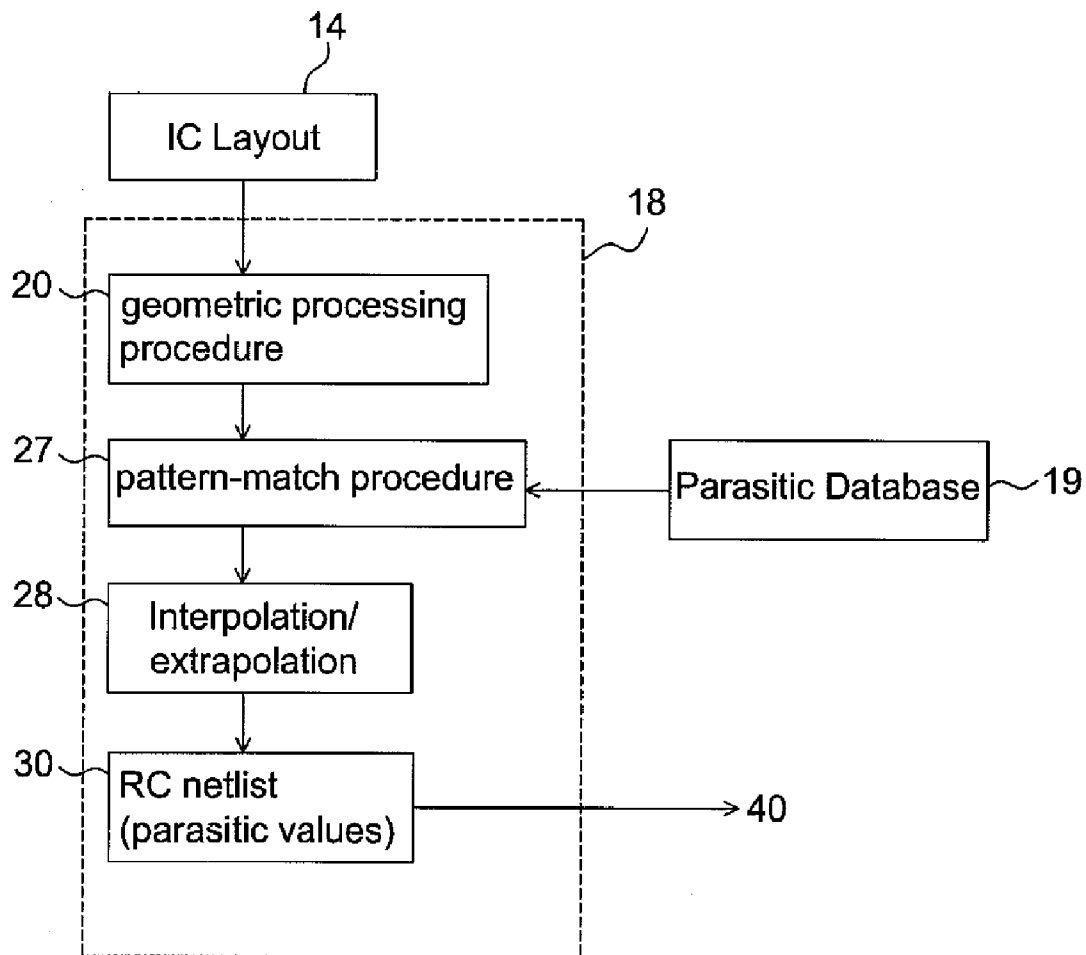 14
IC Layout
18
20
geometric processing
procedure
27
pattern-match procedure
Parasitic Database
19
28
Interpolation/
extrapolation
30
RC netlist
(parasitic values)
40